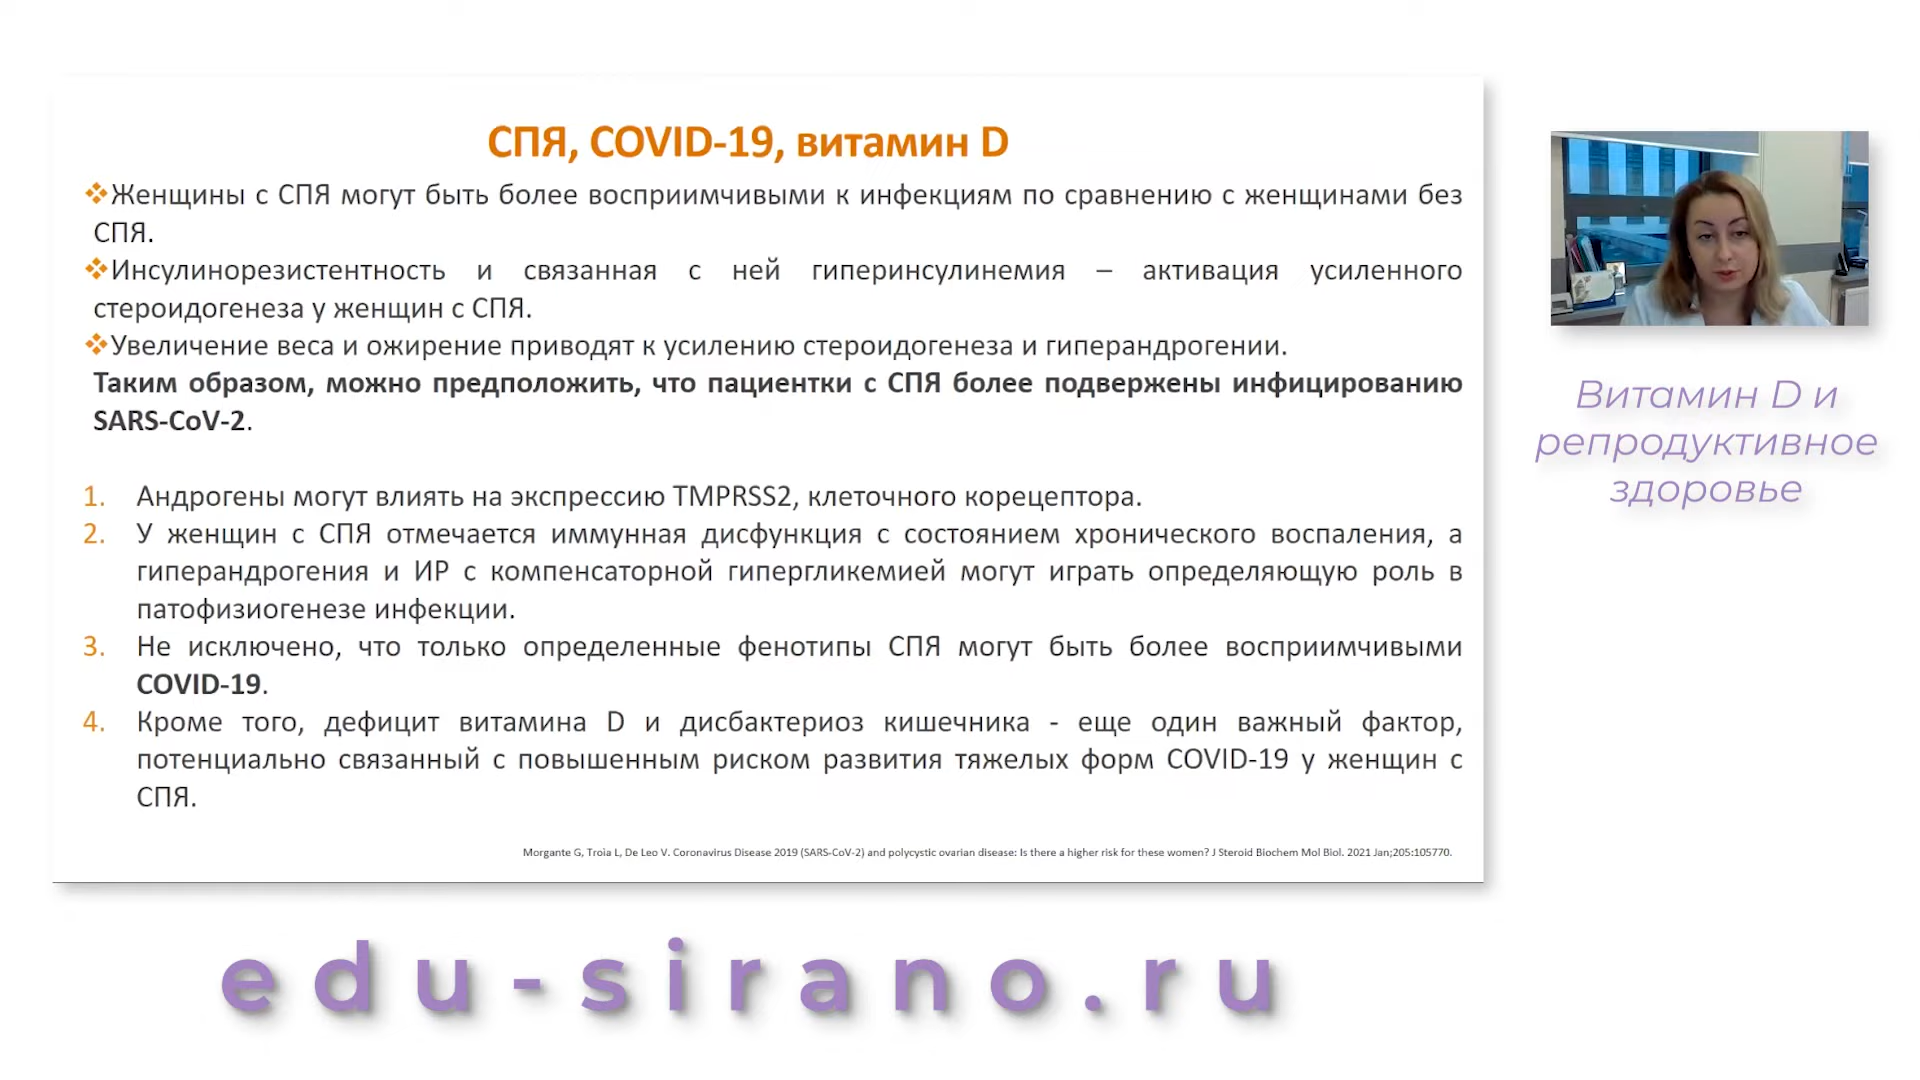 СПЯ, COVID-19, витамин D
Женщины с СПЯ могут быть более восприимчивыми к инфекциям по сравнению с женщинами без
СПЯ.
Инсулинорезистентность и связанная с ней гиперинсулинемия – активация усиленного
стероидогенеза у женщин с СПЯ.
Увеличение веса и ожирение приводят к усилению стероидогенеза и гиперандрогении.
Таким образом, можно предположить, что пациентки с СПЯ более подвержены инфицированию
SARS-CoV-2.
1. Андрогены могут влиять на экспрессию TMPRSS2, клеточного корецептора.
2. У женщин с СПЯ отмечается иммунная дисфункция с состоянием хронического воспаления, а
гиперандрогения и ИР с компенсаторной гипергликемией могут играть определяющую роль в
патофизиогенезе инфекции.
3. Не исключено, что только определенные фенотипы СПЯ могут быть более восприимчивыми
COVID-19.
4. Кроме того, дефицит витамина D и дисбактериоз кишечника - еще один важный фактор,
потенциально связанный с повышенным риском развития тяжелых форм COVID-19 у женщин с
СПЯ.
Morgante G, Troìa L, De Leo V. Coronavirus Disease 2019 (SARS-CoV-2) and polycystic ovarian disease: Is there a higher risk for these women? J Steroid Biochem Mol Biol. 2021 Jan;205:105770.
Витамин D и
репродуктивное
здоровье
edu-sirano.ru